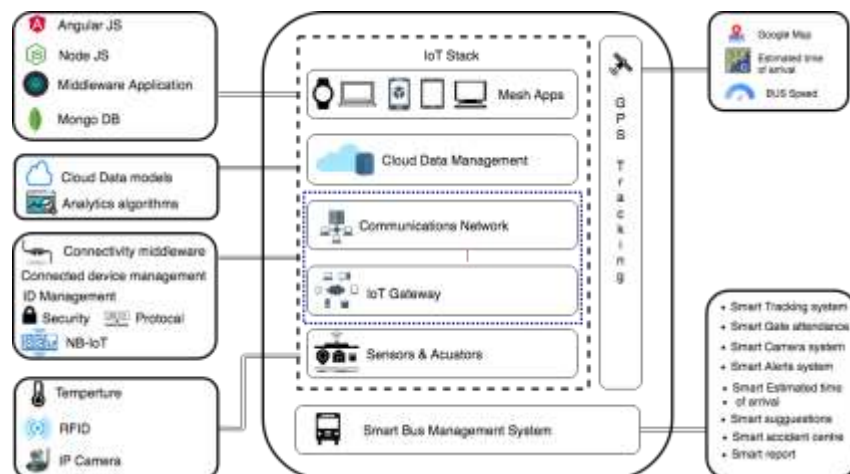 Angular JS
Node JS
Middleware Application
Mongo DB
Cloud Data models
Analytics algorithms
Connectivity middleware
Connected device management
ID Management
Security Protocal
NB-IoT
Temperture
RFID
IP Camera
IoT Stack
Mesh Apps
Cloud Data Management
Communications Network
IoT Gateway
Sensors & Acuators
Smart Bus Management System
GPS Tracking
Google Map
Estimated time
of arrival
BUS Speed
• Smart Tracking system
• Smart Gate attendance
• Smart Camera system
• Smart Alerts system
• Smart Estimated time
• of arrival
• Smart sugguestions
• Smart accident centre
• Smart report